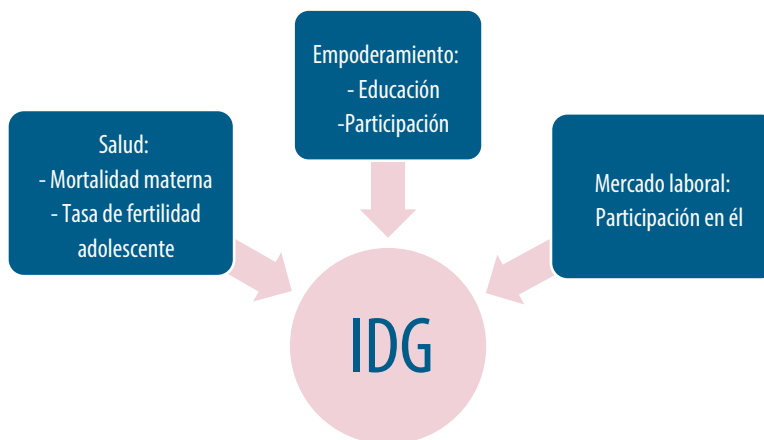 Empoderamiento:
- Educación
-Participación
Salud:
- Mortalidad materna
- Tasa de fertilidad
adolescente
Mercado laboral:
Participación en él
IDG